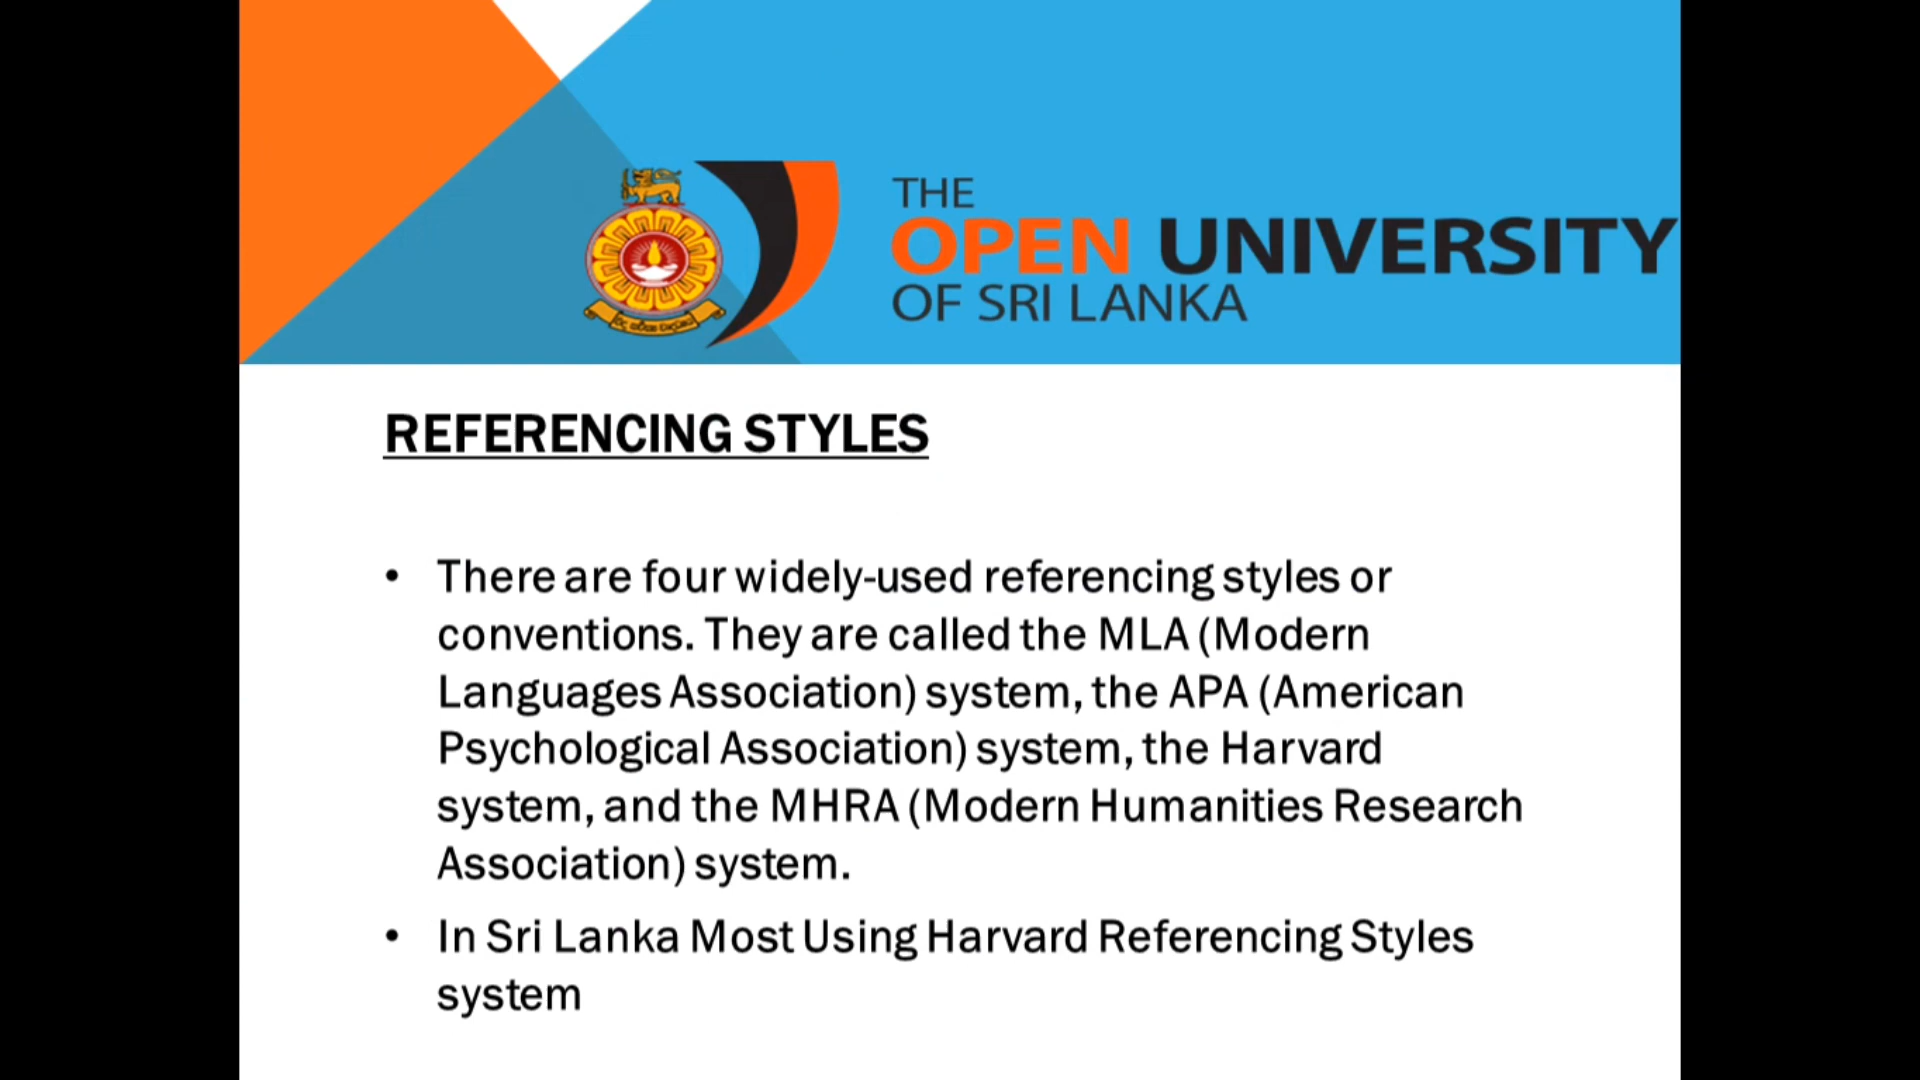 THE
OPEN UNIVERSITY
OF SRI LANKA
REFERENCING STYLES
• There are four widely-used referencing styles or
conventions. They are called the MLA (Modern
Languages Association) system, the APA (American
Psychological Association) system, the Harvard
system, and the MHRA (Modern Humanities Research
Association) system.
• In Sri Lanka Most Using Harvard Referencing Styles
system